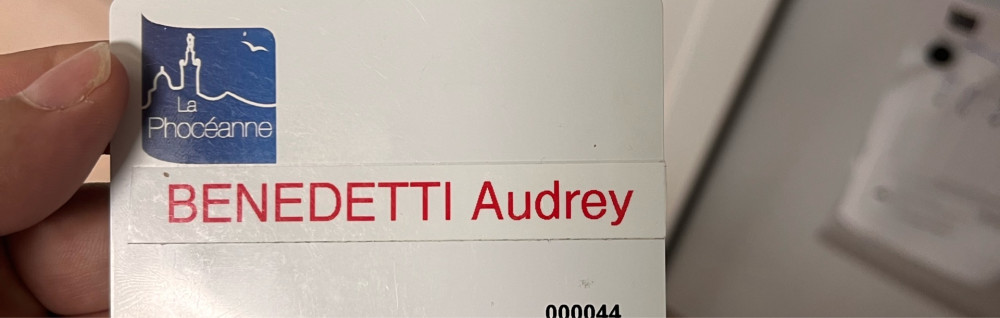 La
Phocéanne
BENEDETTI Audrey
000044